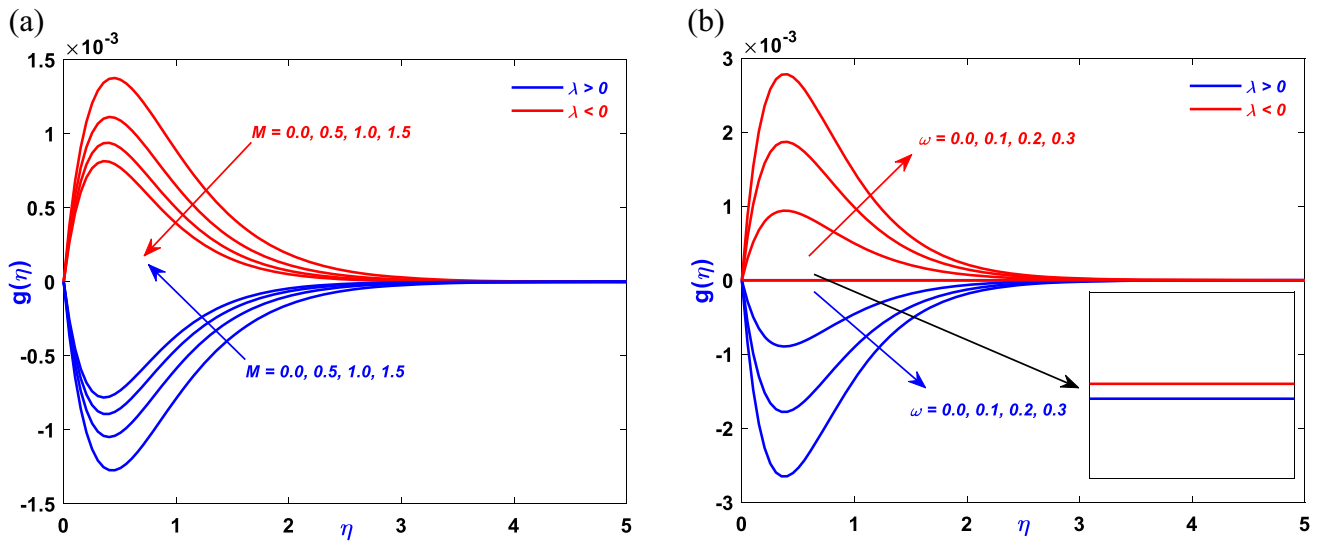 (a)
×10-3
1.5
1
0.5
0
-0.5
-1
-1.5
g(η)
λ > 0
λ < 0
M = 0.0, 0.5, 1.0, 1.5
M = 0.0, 0.5, 1.0, 1.5
0 1 2 3 4 5
η
(b)
×10-3
3
2
1
0
-1
-2
-3
g(η)
λ > 0
λ < 0
ω = 0.0, 0.1, 0.2, 0.3
ω = 0.0, 0.1, 0.2, 0.3
0 1 2 3 4 5
η